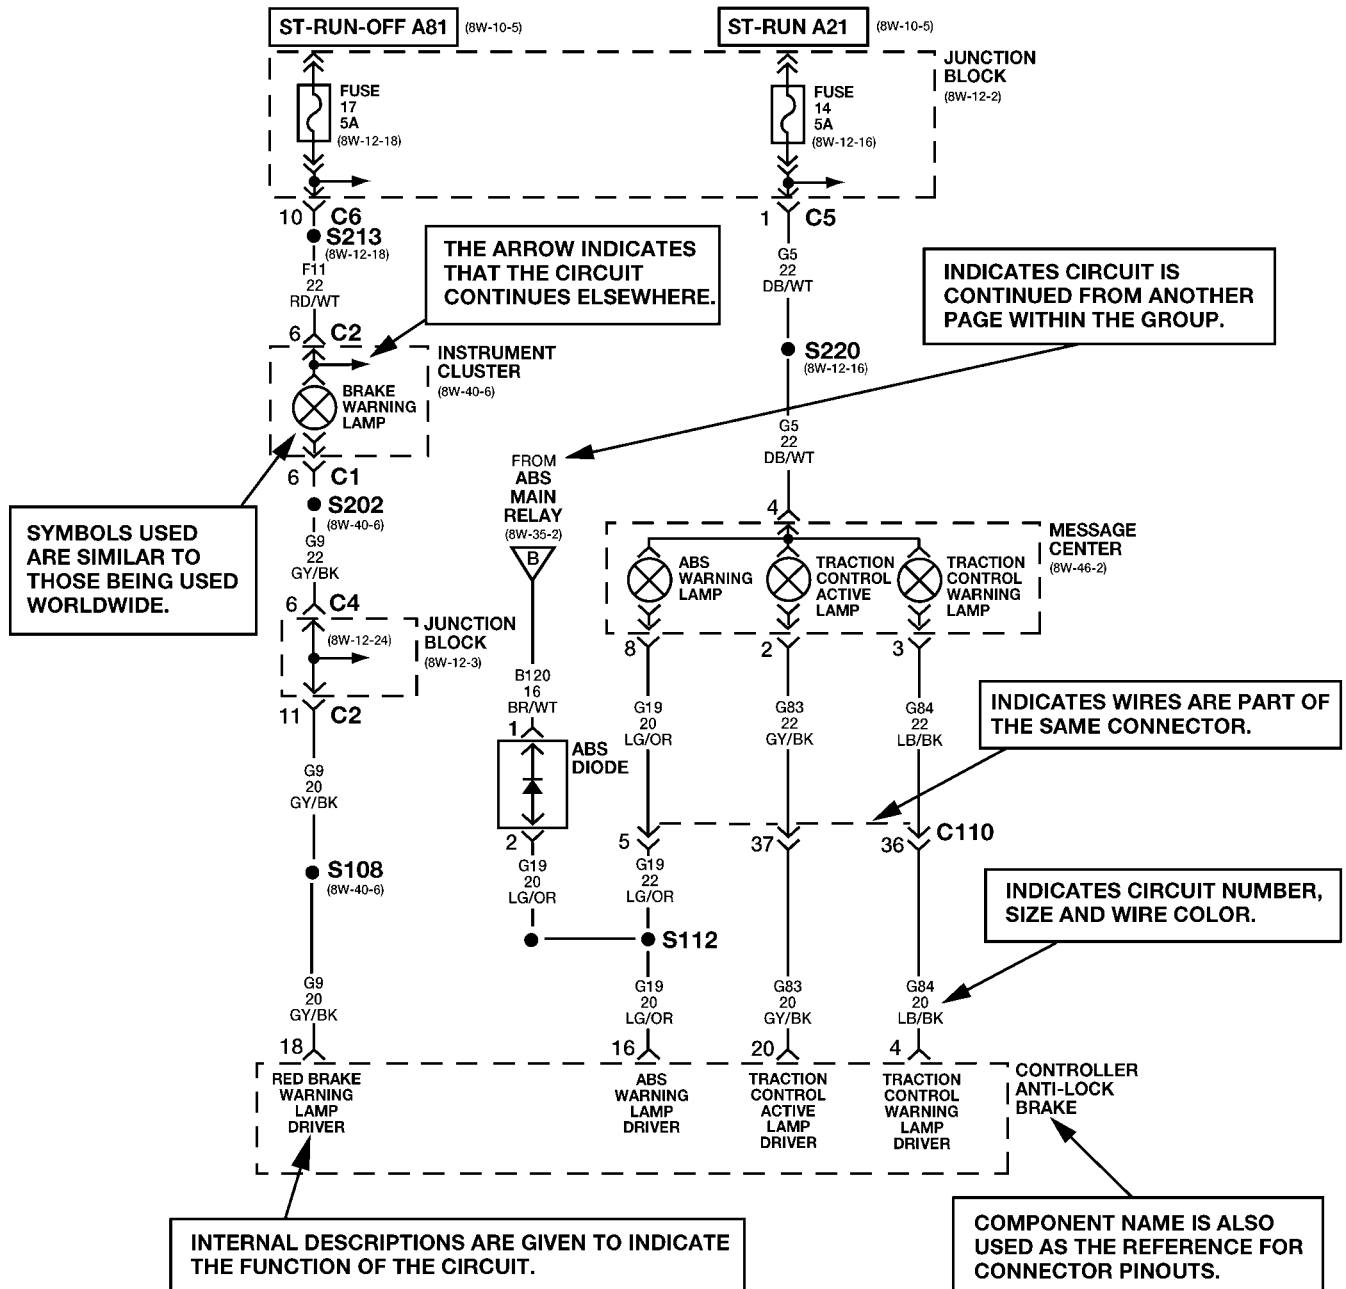 ST-RUN-OFF A81 (8W-10-5)
ST-RUN A21 (8W-10-5)
JUNCTION
BLOCK
(8W-12-2)
FUSE
17
5A
(8W-12-18)
FUSE
14
5A
(8W-12-16)
10 C6
S213
(8W-12-18)
F11
22
RD/WT
6 C2
THE ARROW INDICATES
THAT THE CIRCUIT
CONTINUES ELSEWHERE.
1 C5
G5
22
DB/WT
S220
(8W-12-16)
G5
22
DB/WT
INDICATES CIRCUIT IS
CONTINUED FROM ANOTHER
PAGE WITHIN THE GROUP.
INSTRUMENT
CLUSTER
(8W-40-6)
BRAKE
WARNING
LAMP
6 C1
S202
(8W-40-6)
G9
22
GY/BK
6 C4
SYMBOLS USED
ARE SIMILAR TO
THOSE BEING USED
WORLDWIDE.
FROM
ABS
MAIN
RELAY
(8W-35-2)
B
4
MESSAGE
CENTER
(8W-46-2)
ABS
WARNING
LAMP
TRACTION
CONTROL
ACTIVE
LAMP
TRACTION
CONTROL
WARNING
LAMP
8 2 3
(8W-12-24)
JUNCTION
BLOCK
(8W-12-3)
11 C2
B120
16
BR/WT
1
ABS
DIODE
2
G19
20
LG/OR
G19
20
LG/OR
G83
22
GY/BK
G84
22
LB/BK
INDICATES WIRES ARE PART OF
THE SAME CONNECTOR.
5 37 36 C110
G19
22
LG/OR
S112
G9
20
GY/BK
S108
(8W-40-6)
INDICATES CIRCUIT NUMBER,
SIZE AND WIRE COLOR.
G9
20
GY/BK
G19
20
LG/OR
G83
20
GY/BK
G84
20
LB/BK
18 16 20 4
RED BRAKE
WARNING
LAMP
DRIVER
ABS
WARNING
LAMP
DRIVER
TRACTION
CONTROL
ACTIVE
LAMP
DRIVER
TRACTION
CONTROL
WARNING
LAMP
DRIVER
CONTROLLER
ANTI-LOCK
BRAKE
INTERNAL DESCRIPTIONS ARE GIVEN TO INDICATE
THE FUNCTION OF THE CIRCUIT.
COMPONENT NAME IS ALSO
USED AS THE REFERENCE FOR
CONNECTOR PINOUTS.